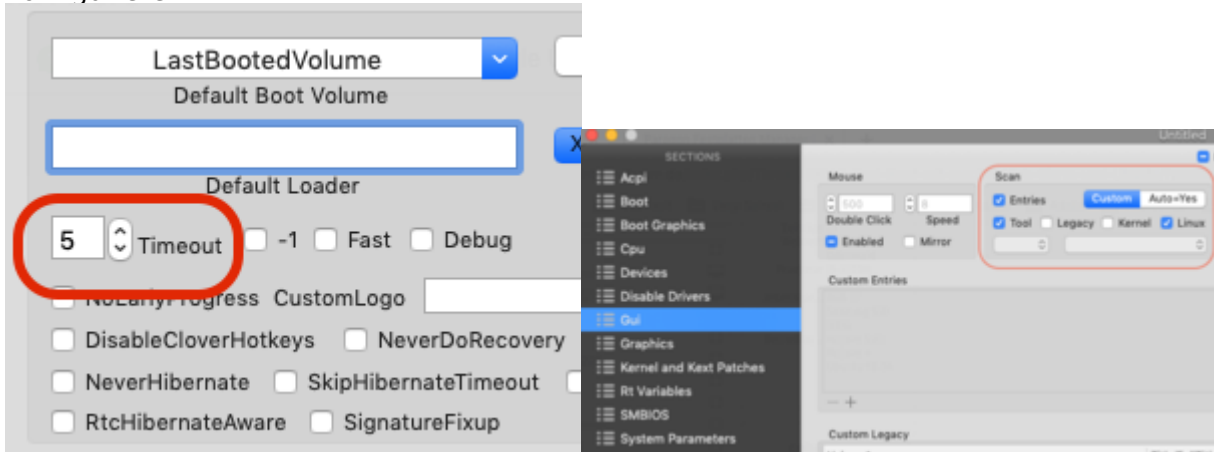 LastBootedVolume
Default Boot Volume
X
Default Loader
5 Timeout -1 Fast Debug
NoEarlyProgress CustomLogo
DisableCloverHotkeys NeverDoRecovery
NeverHibernate SkipHibernateTimeout
RtcHibernateAware SignatureFixup
Untitled
SECTIONS
Acpi
Boot
Boot Graphics
Cpu
Devices
Disable Drivers
Gui
Graphics
Kernel and Kext Patches
Rt Variables
SMBIOS
System Parameters
Mouse
500 8
Double Click Speed
Enabled Mirror
Scan
Entries Custom Auto=Yes
Tool Legacy Kernel Linux
Custom Entries
- +
Custom Legacy